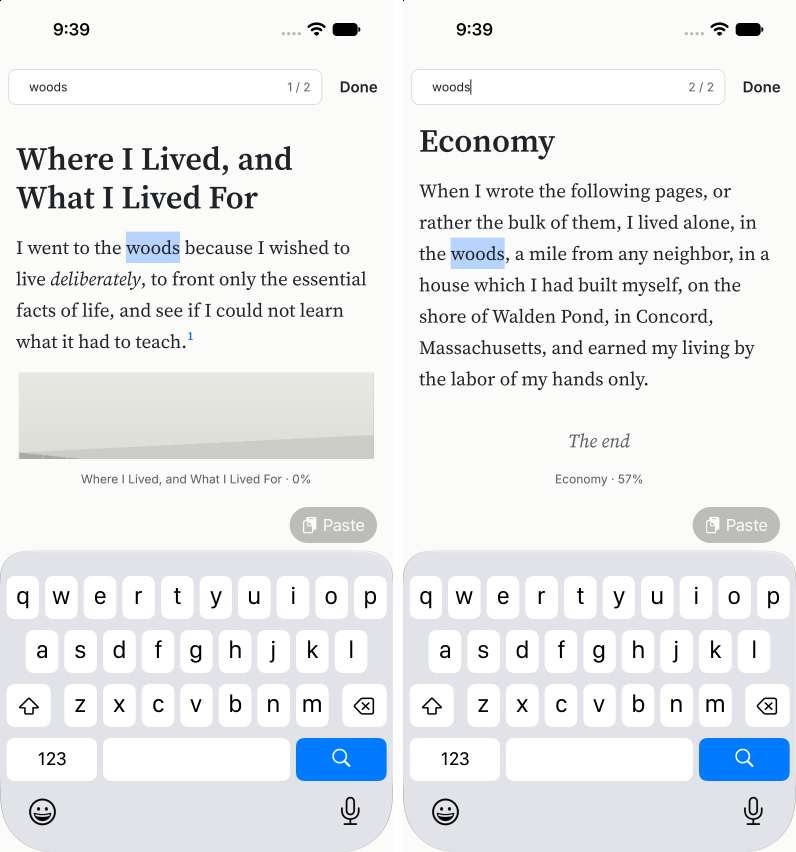 9:39
woods 1 / 2 Done
Where I Lived, and
What I Lived For
I went to the woods because I wished to
live deliberately, to front only the essential
facts of life, and see if I could not learn
what it had to teach.1
Where I Lived, and What I Lived For · 0%
Paste
q w e r t y u i o p
a s d f g h j k l
z x c v b n m
123
9:39
woods 2 / 2 Done
Economy
When I wrote the following pages, or
rather the bulk of them, I lived alone, in
the woods, a mile from any neighbor, in a
house which I had built myself, on the
shore of Walden Pond, in Concord,
Massachusetts, and earned my living by
the labor of my hands only.
The end
Economy · 57%
Paste
q w e r t y u i o p
a s d f g h j k l
z x c v b n m
123